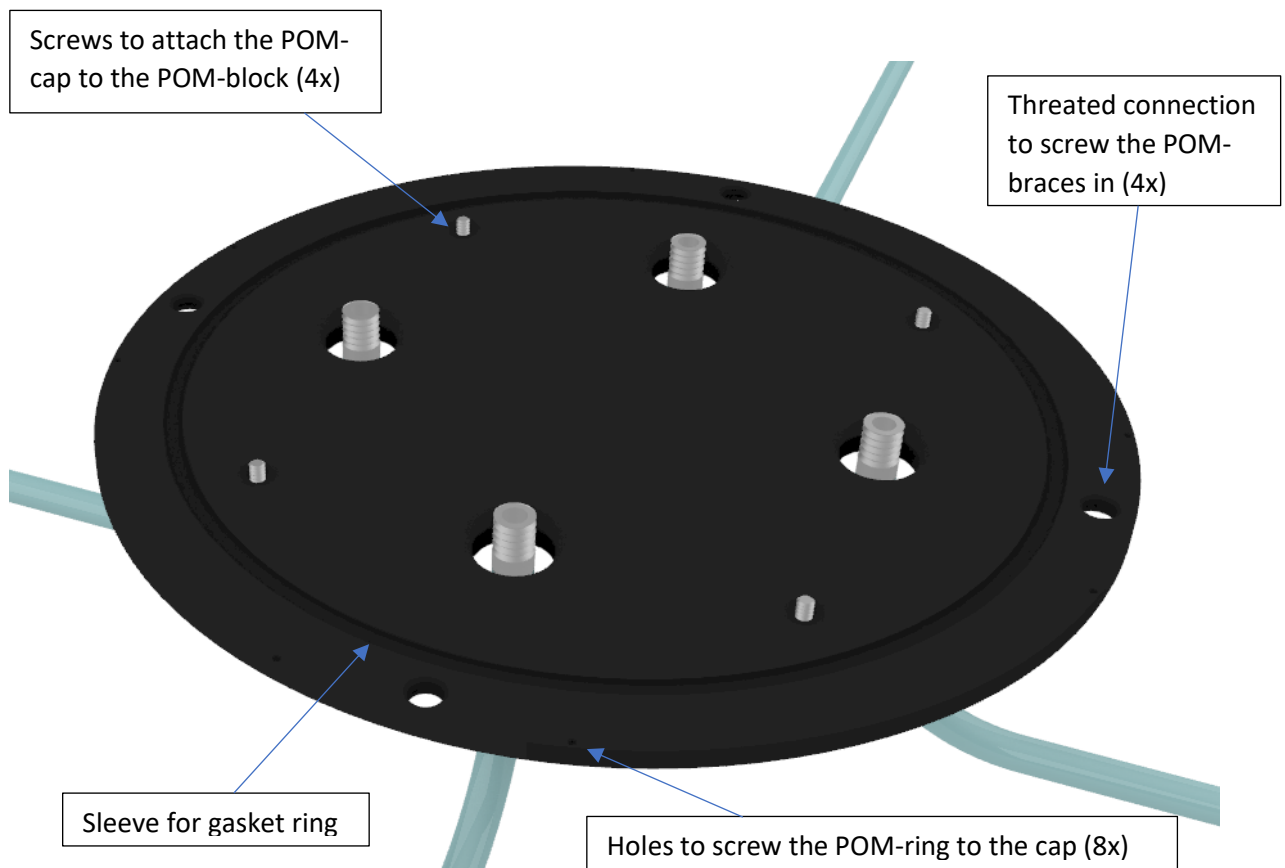 Screws to attach the POM-
cap to the POM-block (4x)
Threated connection
to screw the POM-
braces in (4x)
Sleeve for gasket ring
Holes to screw the POM-ring to the cap (8x)